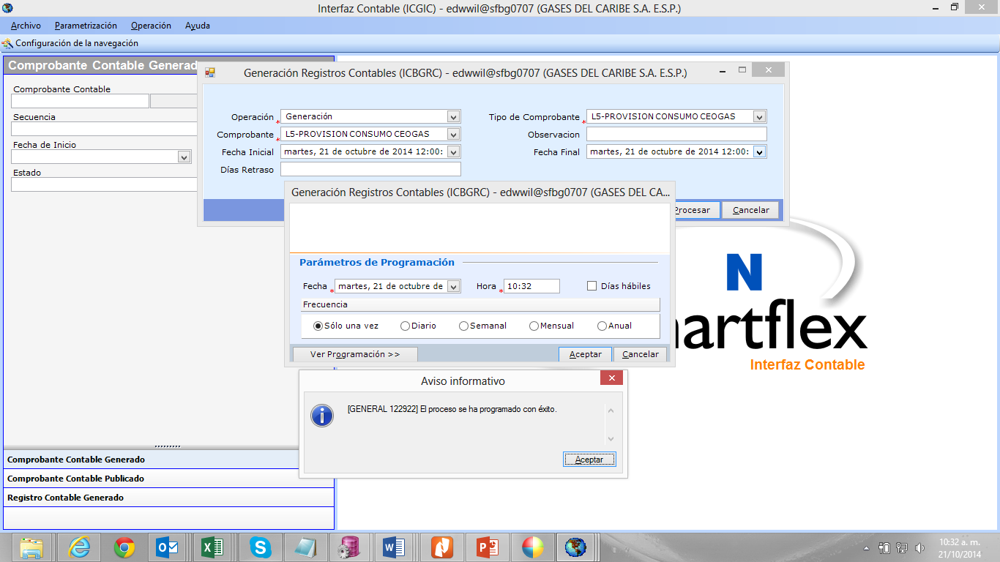 Interfaz Contable (ICGIC) - edwwil@sfbg0707 (GASES DEL CARIBE S.A. E.S.P.)
Archivo Parametrización Operación Ayuda
Configuración de la navegación
Comprobante Contable Generad
Comprobante Contable
Secuencia
Fecha de Inicio
Estado
Generación Registros Contables (ICBGRC) - edwwil@sfbg0707 (GASES DEL CARIBE S.A. E.S.P.)
Operación * Generación Tipo de Comprobante * L5-PROVISION CONSUMO CEOGAS
Comprobante * L5-PROVISION CONSUMO CEOGAS Observacion
Fecha Inicial martes, 21 de octubre de 2014 12:00: Fecha Final martes, 21 de octubre de 2014 12:00:
Días Retraso
Procesar Cancelar
Generación Registros Contables (ICBGRC) - edwwil@sfbg0707 (GASES DEL CA...
Parámetros de Programación
Fecha * martes, 21 de octubre de Hora * 10:32 Días hábiles
Frecuencia
Sólo una vez Diario Semanal Mensual Anual
Ver Programación >> Aceptar Cancelar
N
artflex
Interfaz Contable
Aviso informativo
[GENERAL 122922] El proceso se ha programado con éxito.
Aceptar
Comprobante Contable Generado
Comprobante Contable Publicado
Registro Contable Generado
10:32 a. m.
21/10/2014